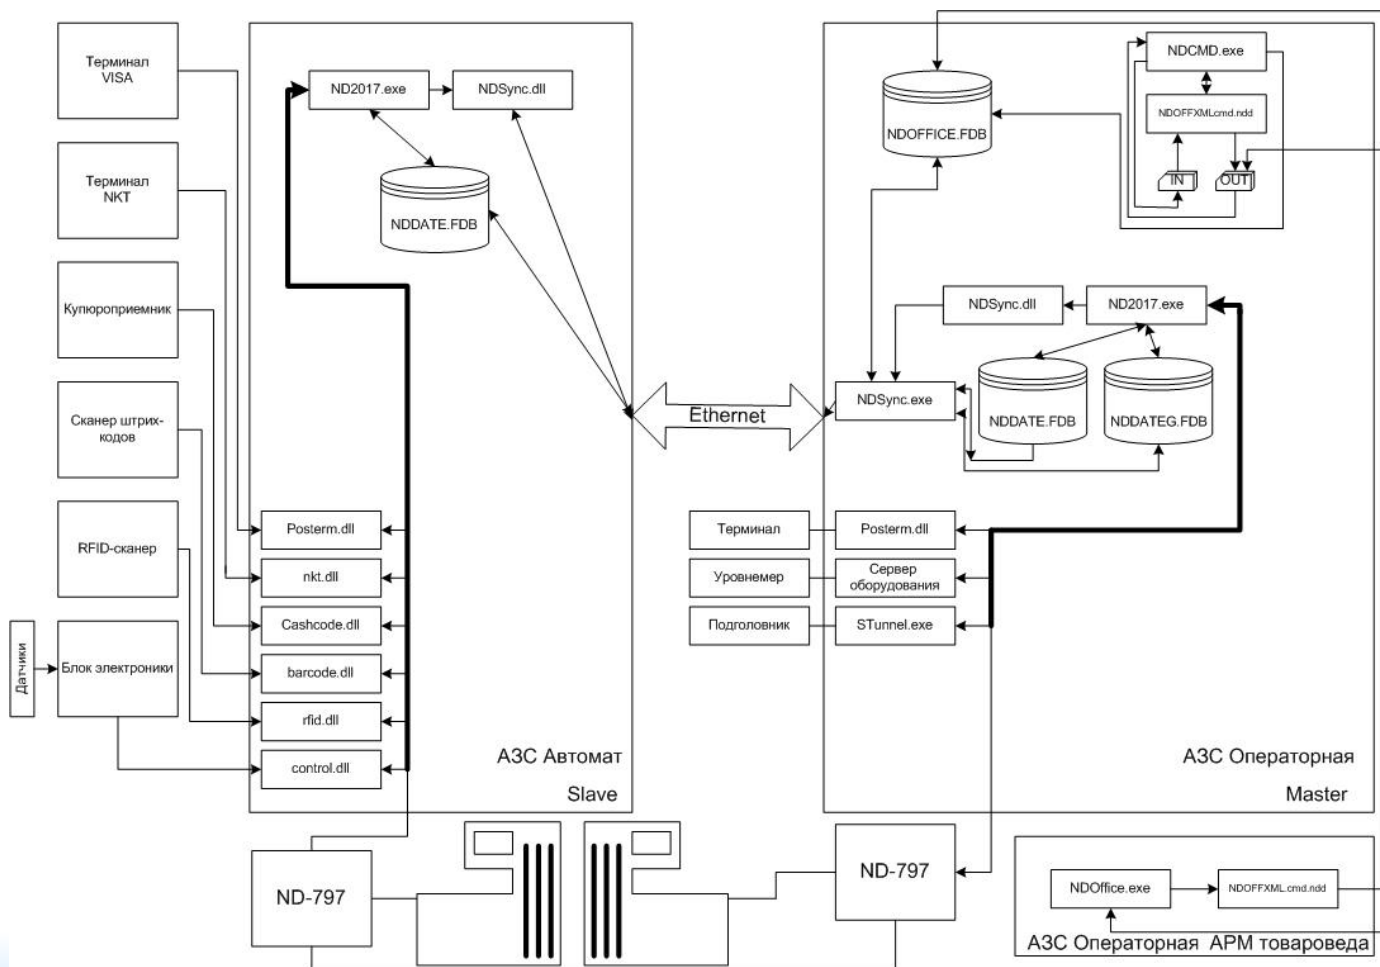 Терминал
VISA
Терминал
NKT
Купюроприемник
Сканер штрих-
кодов
RFID-сканер
Датчики
Блок электроники
ND2017.exe
NDSync.dll
NDDATE.FDB
Posterm.dll
nkt.dll
Cashcode.dll
barcode.dll
rfid.dll
control.dll
АЗС Автомат
Slave
Ethernet
NDOFFICE.FDB
NDCMD.exe
NDOFFXMLcmd.ndd
IN
OUT
NDSync.dll
ND2017.exe
NDSync.exe
NDDATE.FDB
NDDATEG.FDB
Терминал
Posterm.dll
Уровнемер
Сервер
оборудования
Подголовник
STunnel.exe
АЗС Операторная
Master
ND-797
ND-797
NDOffice.exe
NDOFFXML.cmd.ndd
АЗС Операторная АРМ товароведа